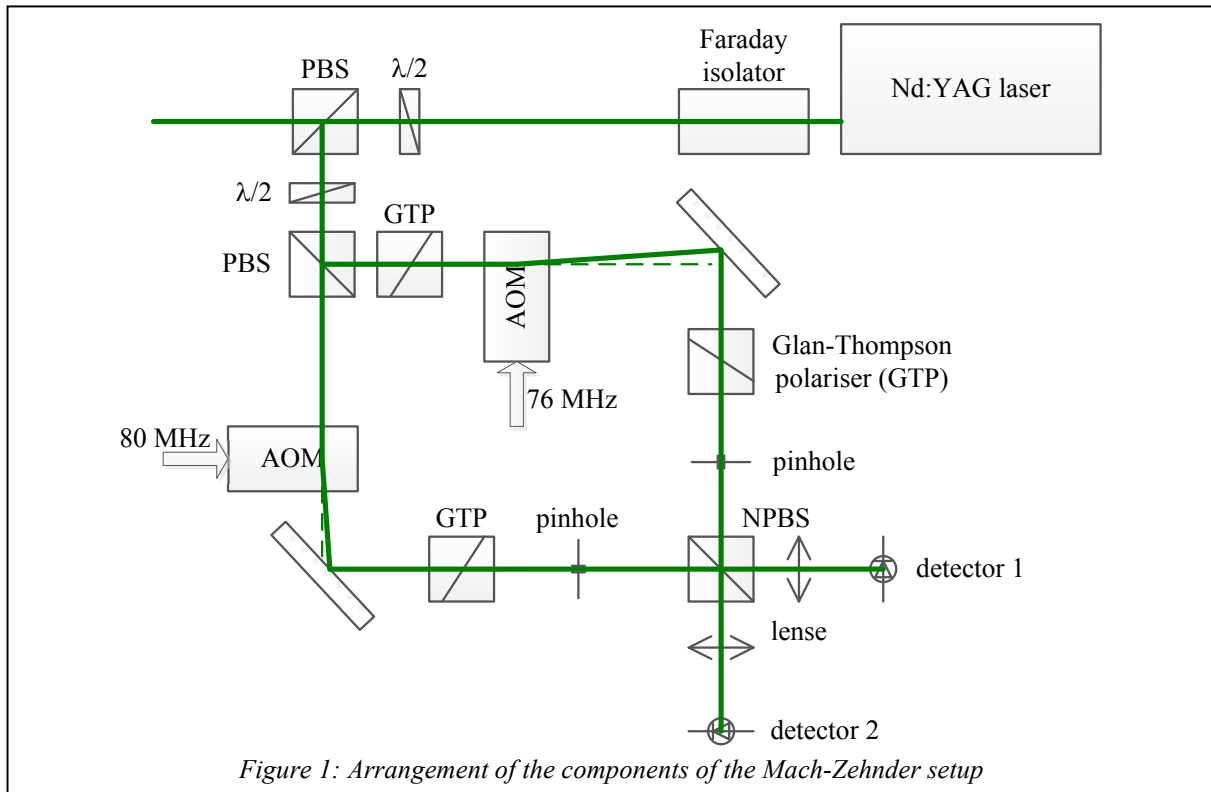 Faraday
isolator
Nd:YAG laser
PBS
λ/2
λ/2
GTP
PBS
AOM
76 MHz
Glan-Thompson
polariser (GTP)
80 MHz
AOM
pinhole
GTP
pinhole
NPBS
detector 1
lense
detector 2
Figure 1: Arrangement of the components of the Mach-Zehnder setup